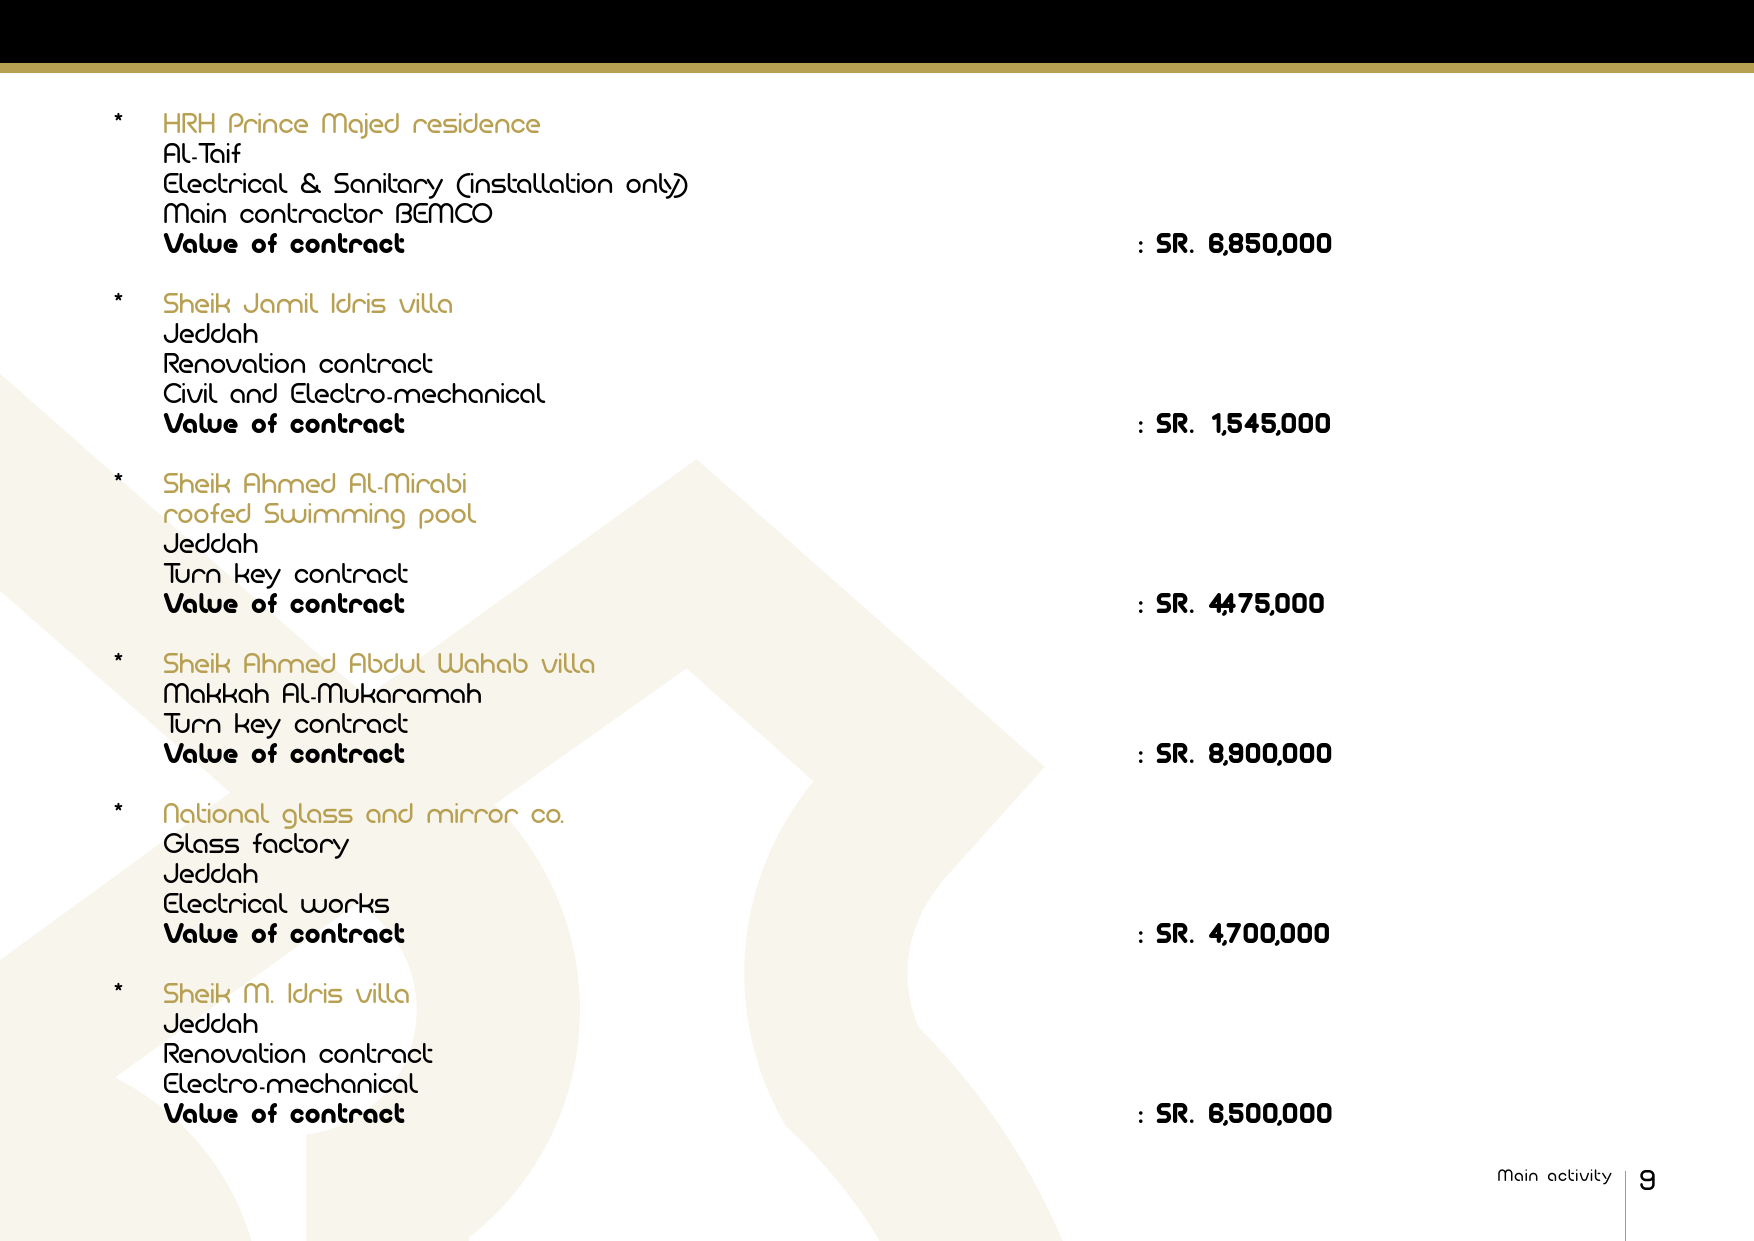 * HRH Prince Majed residence
Al-Taif
Electrical & Sanitary (installation only)
Main contractor BEMCO
Value of contract : SR. 6,850,000
* Sheik Jamil Idris villa
Jeddah
Renovation contract
Civil and Electro-mechanical
Value of contract : SR. 1,545,000
* Sheik Ahmed Al-Mirabi
roofed Swimming pool
Jeddah
Turn key contract
Value of contract : SR. 4,475,000
* Sheik Ahmed Abdul Wahab villa
Makkah Al-Mukaramah
Turn key contract
Value of contract : SR. 8,900,000
* National glass and mirror co.
Glass factory
Jeddah
Electrical works
Value of contract : SR. 4,700,000
* Sheik M. Idris villa
Jeddah
Renovation contract
Electro-mechanical
Value of contract : SR. 6,500,000
Main activity 9